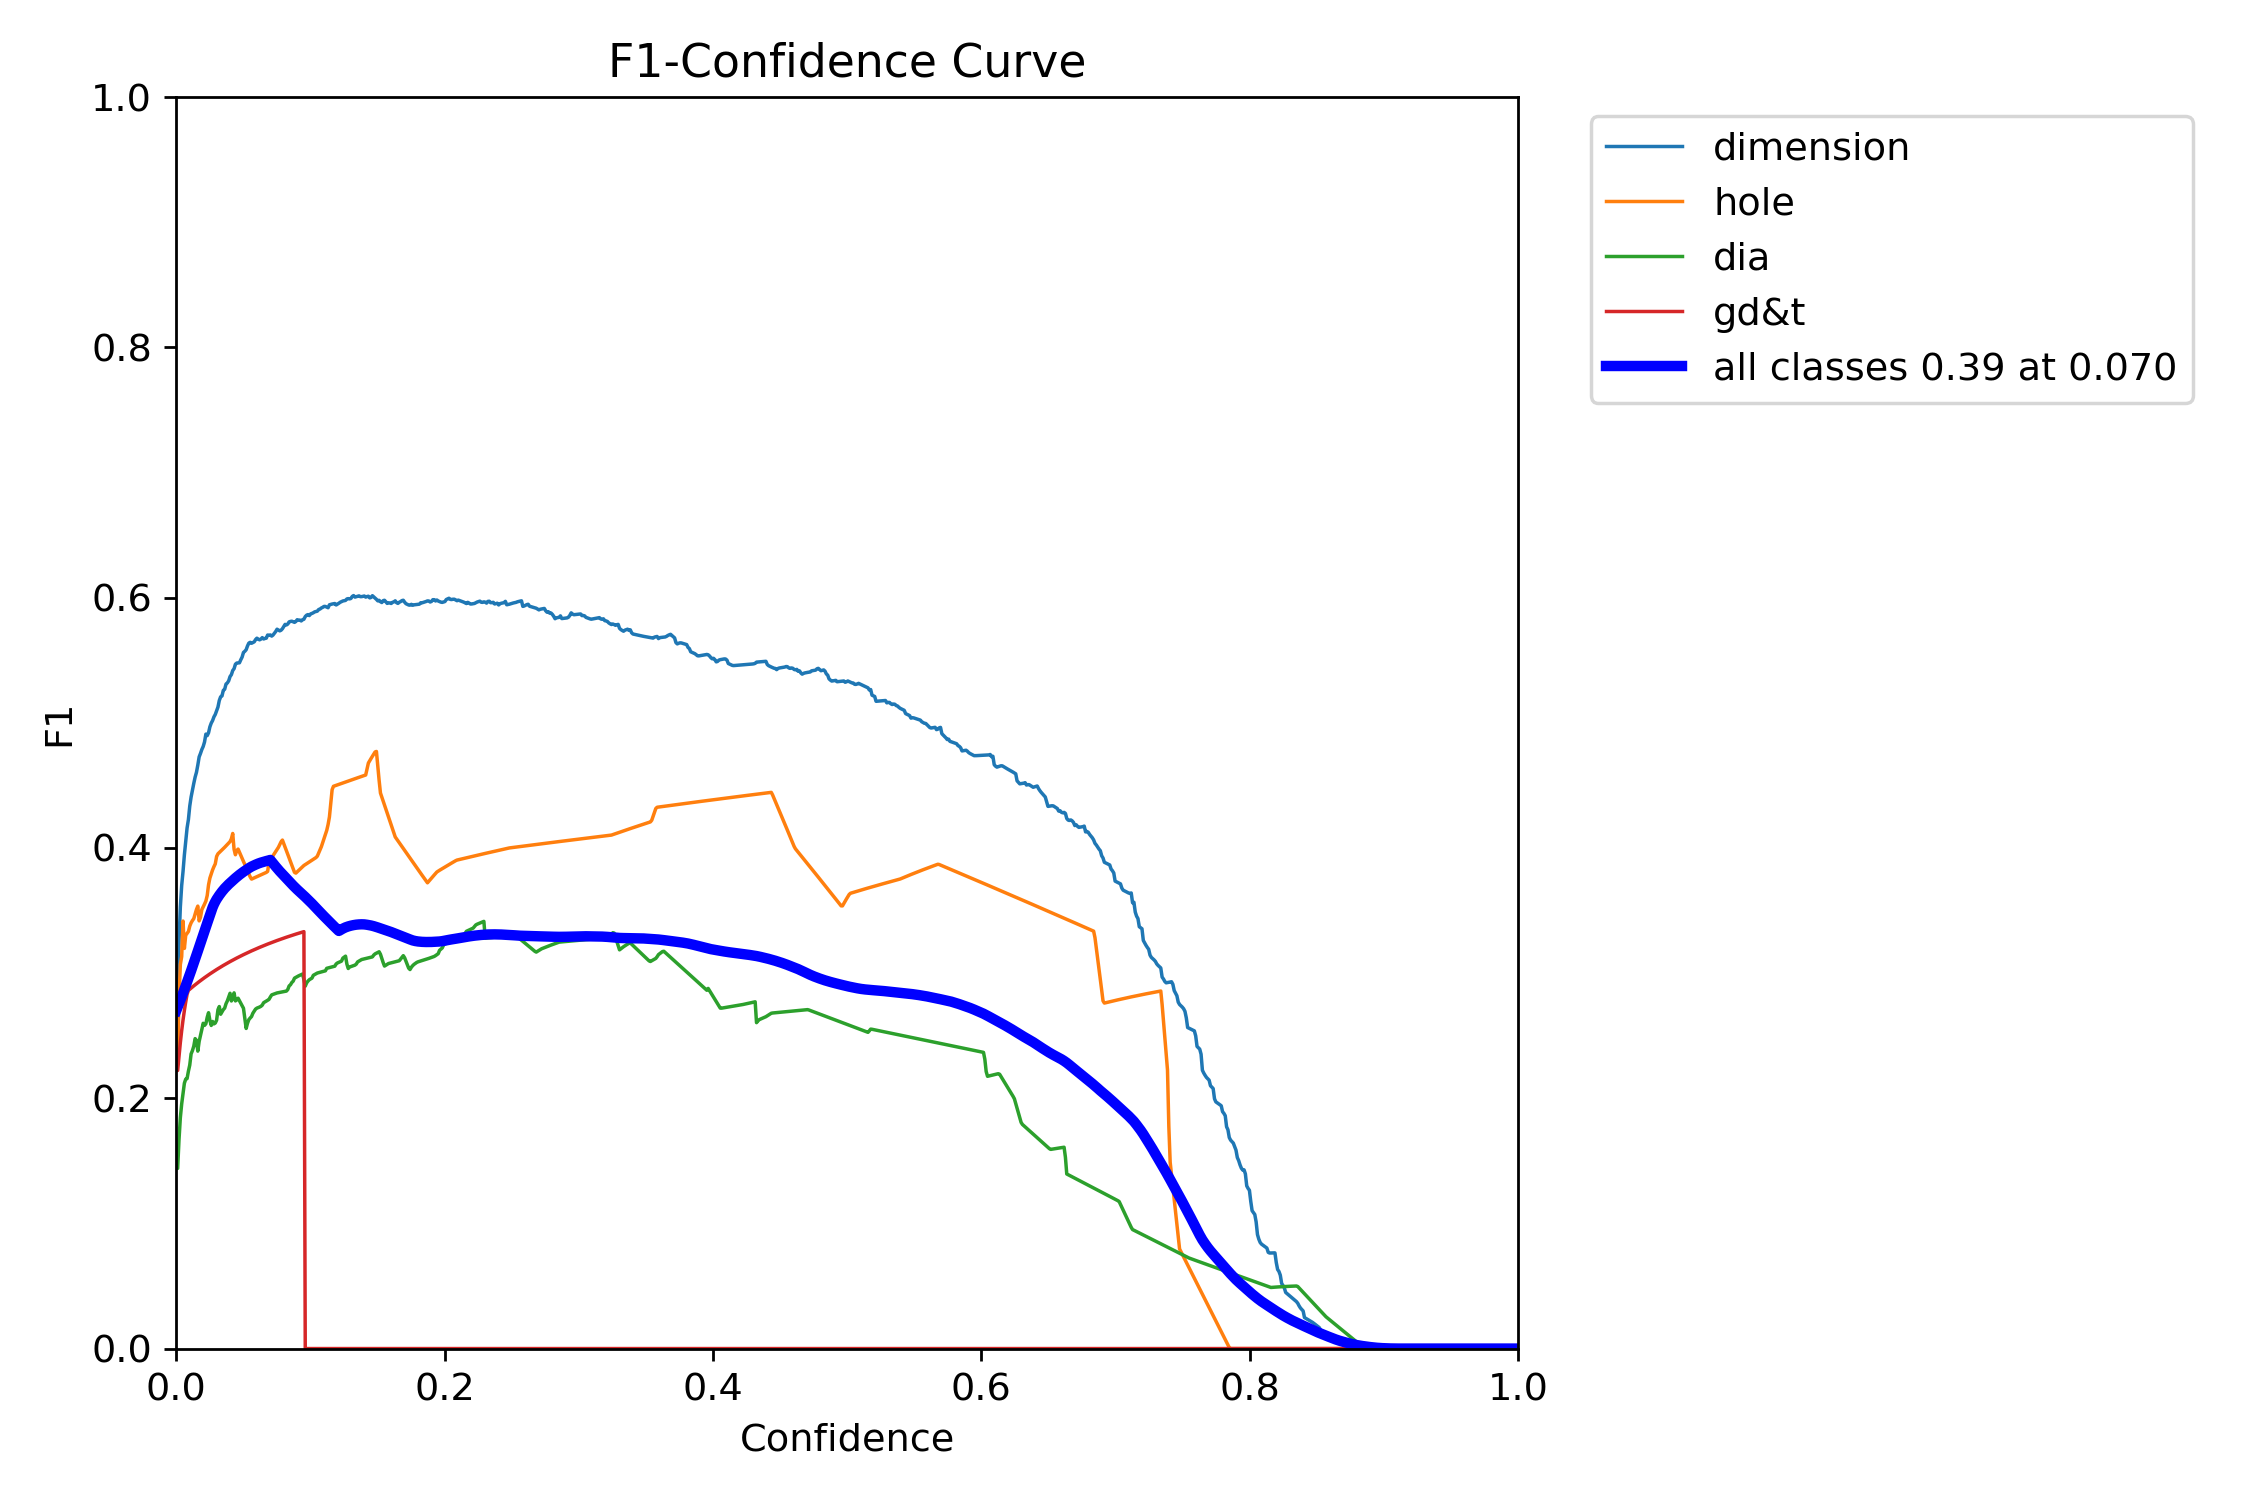 F1-Confidence Curve
1.0
0.8
0.6
0.4
0.2
0.0
F1
0.0 0.2 0.4 0.6 0.8 1.0
Confidence
dimension
hole
dia
gd&t
all classes 0.39 at 0.070